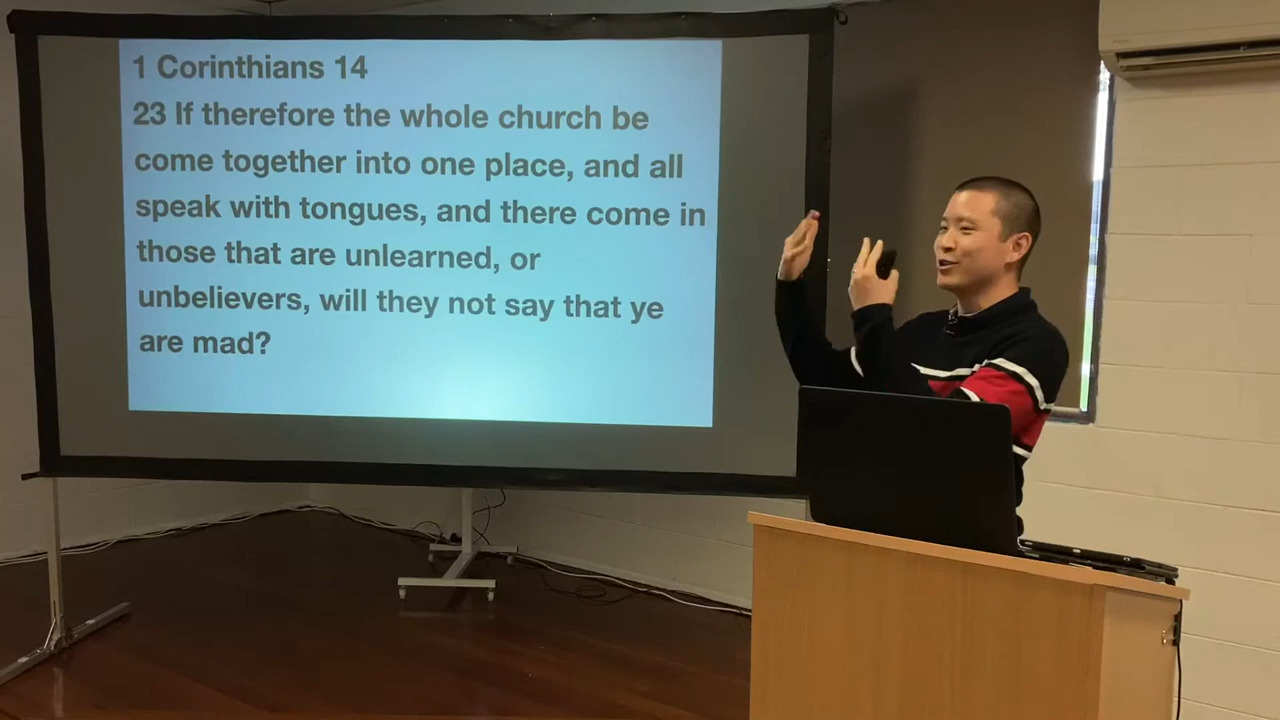 1 Corinthians 14
23 If therefore the whole church be
come together into one place, and all
speak with tongues, and there come in
those that are unlearned, or
unbelievers, will they not say that ye
are mad?